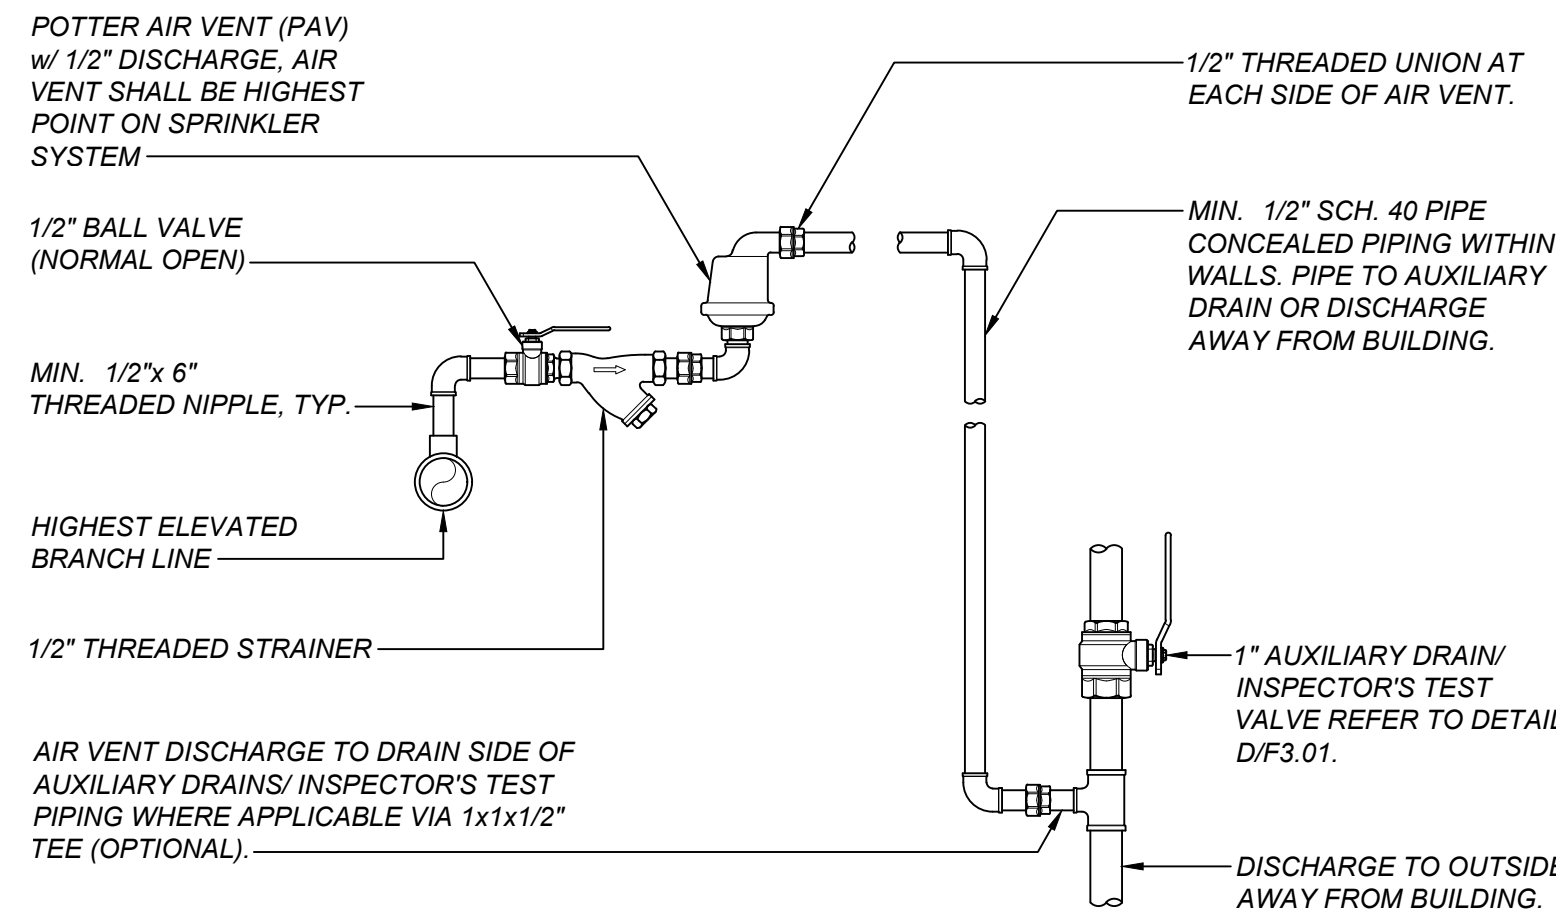 POTTER AIR VENT (PAV)
w/ 1/2" DISCHARGE, AIR
VENT SHALL BE HIGHEST
POINT ON SPRINKLER
SYSTEM
1/2" BALL VALVE
(NORMAL OPEN)
MIN. 1/2"x 6"
THREADED NIPPLE, TYP.
HIGHEST ELEVATED
BRANCH LINE
1/2" THREADED STRAINER
AIR VENT DISCHARGE TO DRAIN SIDE OF
AUXILIARY DRAINS/ INSPECTOR'S TEST
PIPING WHERE APPLICABLE VIA 1x1x1/2"
TEE (OPTIONAL).
1/2" THREADED UNION AT
EACH SIDE OF AIR VENT.
MIN. 1/2" SCH. 40 PIPE
CONCEALED PIPING WITHIN
WALLS. PIPE TO AUXILIARY
DRAIN OR DISCHARGE
AWAY FROM BUILDING.
1" AUXILIARY DRAIN/
INSPECTOR'S TEST
VALVE REFER TO DETAIL
D/F3.01.
DISCHARGE TO OUTSIDE
AWAY FROM BUILDING.